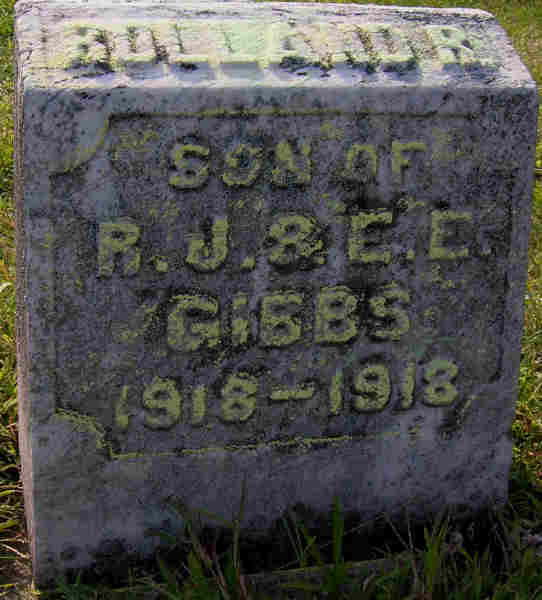 SON OF
R. J. & E. E.
GIBBS
1918-1918